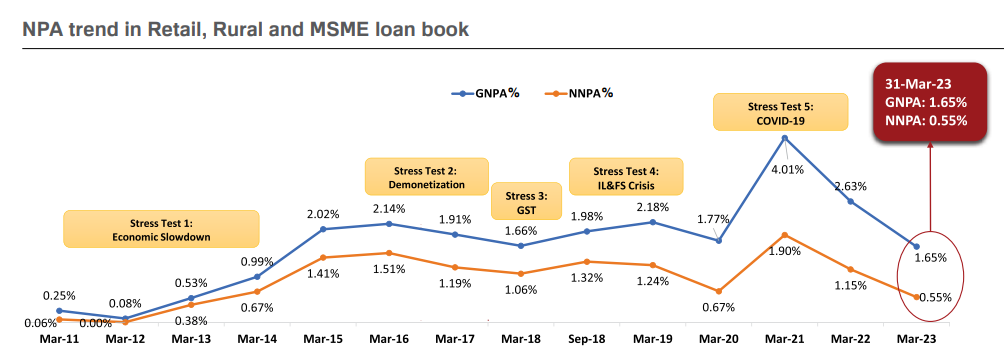 NPA trend in Retail, Rural and MSME loan book
GNPA%
NNPA%
31-Mar-23
GNPA: 1.65%
NNPA: 0.55%
Stress Test 5:
COVID-19
Stress Test 2:
Demonetization
Stress Test 4:
IL&FS Crisis
Stress 3:
GST
Stress Test 1:
Economic Slowdown
0.25%
0.08%
0.53%
0.99%
2.02%
2.14%
1.91%
1.66%
1.98%
2.18%
1.77%
4.01%
2.63%
1.65%
0.06%
0.00%
0.38%
0.67%
1.41%
1.51%
1.19%
1.06%
1.32%
1.24%
0.67%
1.90%
1.15%
0.55%
Mar-11 Mar-12 Mar-13 Mar-14 Mar-15 Mar-16 Mar-17 Mar-18 Sep-18 Mar-19 Mar-20 Mar-21 Mar-22 Mar-23